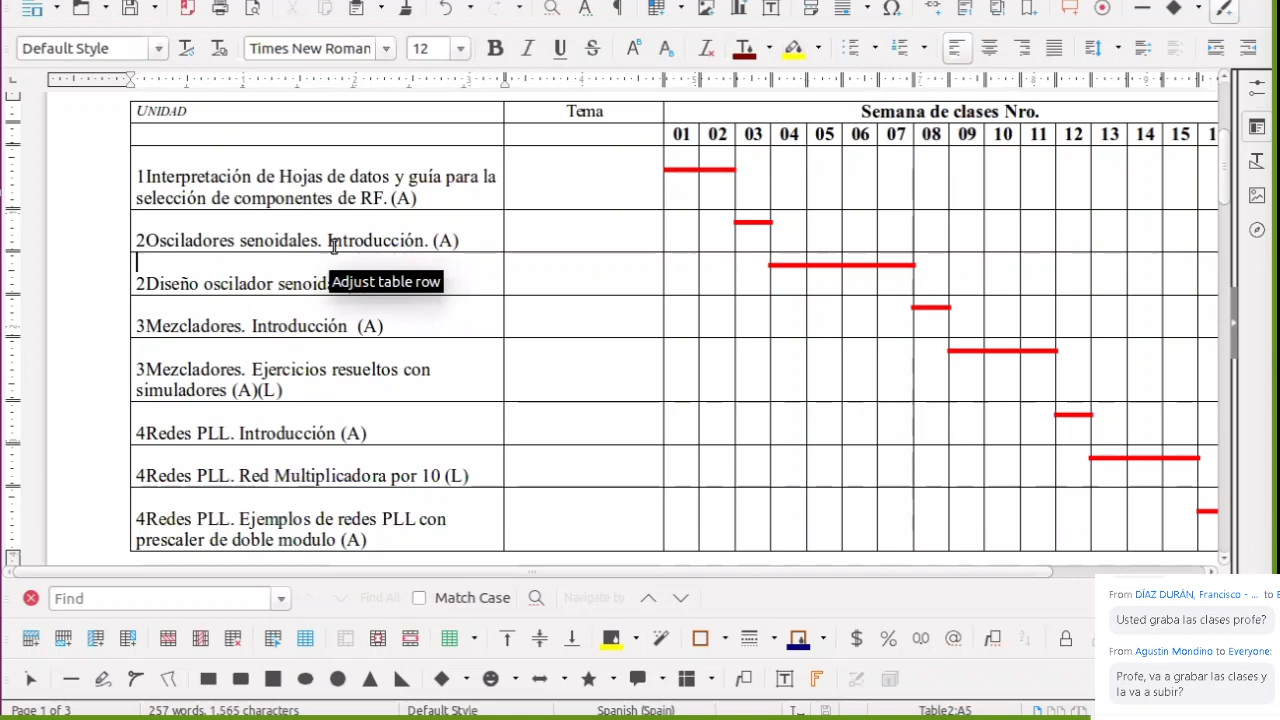 Default Style
Times New Roman
12
UNIDAD
Tema
Semana de clases Nro.
01 02 03 04 05 06 07 08 09 10 11 12 13 14 15 1
1Interpretación de Hojas de datos y guía para la
selección de componentes de RF. (A)
2Osciladores senoidales. Introducción. (A)
2Diseño oscilador senoid
Adjust table row
3Mezcladores. Introducción (A)
3Mezcladores. Ejercicios resueltos con
simuladores (A)(L)
4Redes PLL. Introducción (A)
4Redes PLL. Red Multiplicadora por 10 (L)
4Redes PLL. Ejemplos de redes PLL con
prescaler de doble modulo (A)
Find
Find All
Match Case
Navigate by
From DÍAZ DURÁN, Francisco - ... to E
Usted graba las clases profe?
From Agustin Mondino to Everyone:
Profe, va a grabar las clases y
la va a subir?
Page 1 of 3
257 words, 1,565 characters
Default Style
Spanish (Spain)
Table2:A5